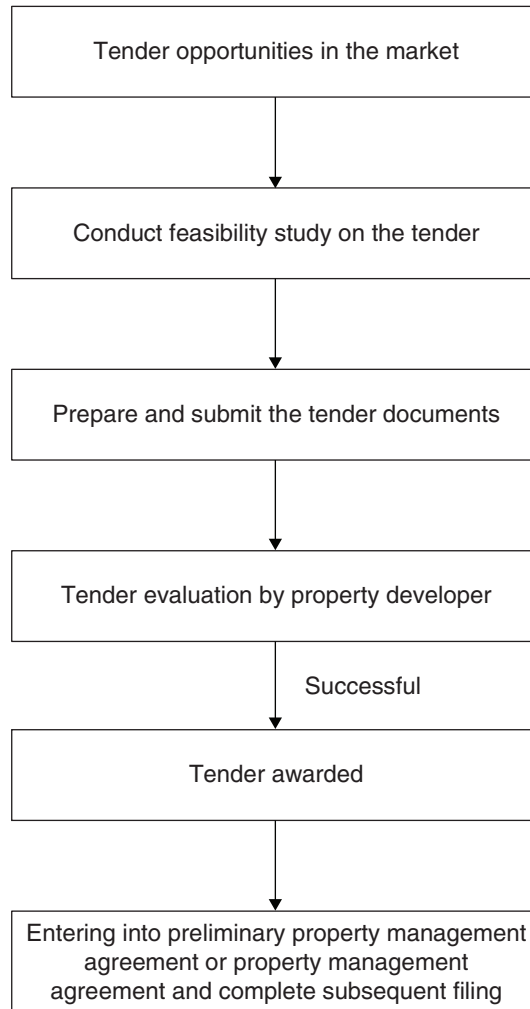 Tender opportunities in the market
Conduct feasibility study on the tender
Prepare and submit the tender documents
Tender evaluation by property developer
Successful
Tender awarded
Entering into preliminary property management
agreement or property management
agreement and complete subsequent filing